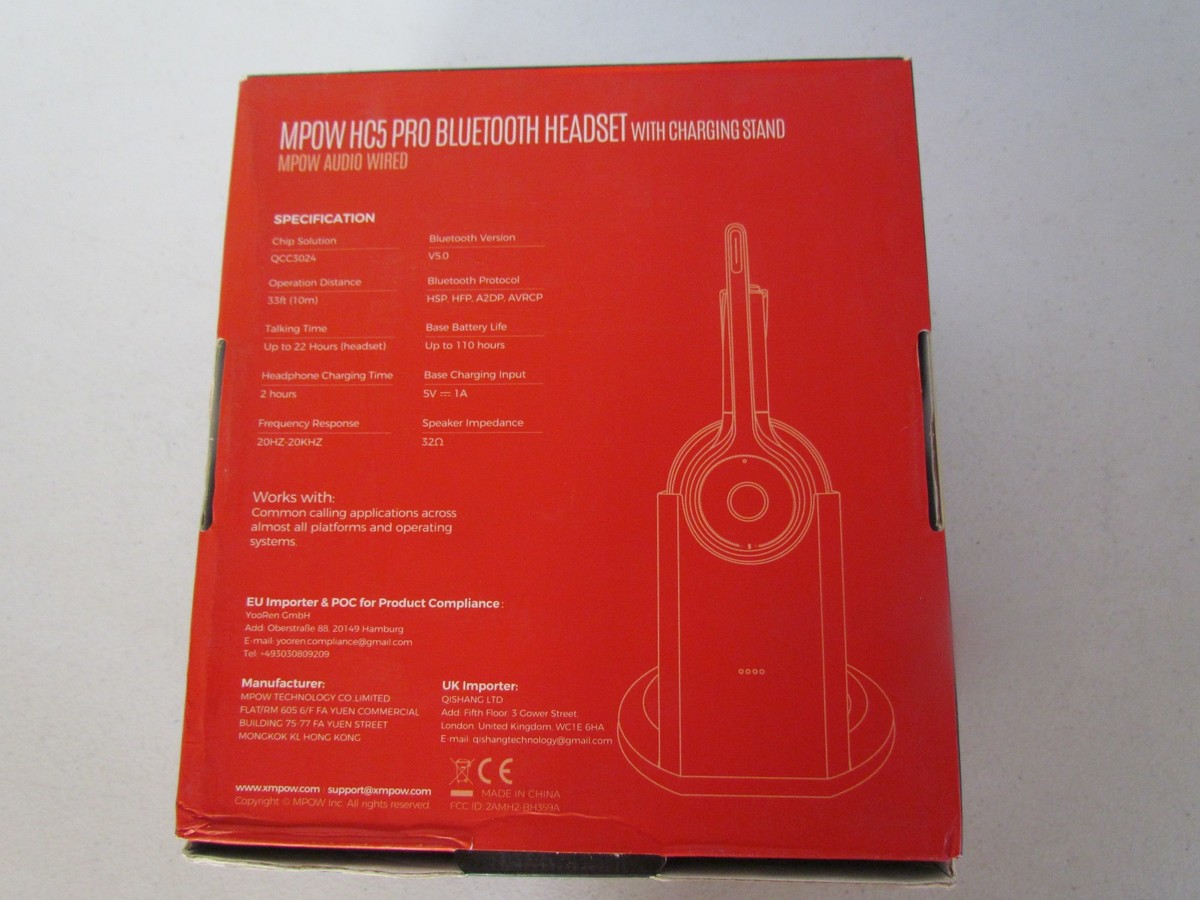 MPOW HC5 PRO BLUETOOTH HEADSET WITH CHARGING STAND
MPOW AUDIO WIRED
SPECIFICATION
Chip Solution
QCC3024
Operation Distance
33ft (10m)
Talking Time
Up to 22 Hours (headset)
Headphone Charging Time
2 hours
Frequency Response
20HZ-20KHZ
Bluetooth Version
V5.0
Bluetooth Protocol
HSP, HFP, A2DP, AVRCP
Base Battery Life
Up to 110 hours
Base Charging Input
5V ⎓ 1A
Speaker Impedance
32Ω
Works with:
Common calling applications across
almost all platforms and operating
systems.
EU Importer & POC for Product Compliance:
YooRen GmbH
Add: Oberstraße 88, 20149 Hamburg
E-mail: yooren.compliance@gmail.com
Tel: +493030809209
Manufacturer:
MPOW TECHNOLOGY CO.,LIMITED
FLAT/RM 605 6/F FA YUEN COMMERCIAL
BUILDING 75-77 FA YUEN STREET
MONGKOK KL HONG KONG
UK Importer:
QISHANG LTD
Add: Fifth Floor 3 Gower Street,
London, United Kingdom, WC1E 6HA
E-mail: qishangtechnology@gmail.com
www.xmpow.com | support@xmpow.com
Copyright © MPOW Inc. All rights reserved.
CE
MADE IN CHINA
FCC ID: 2AMH2-BH399A